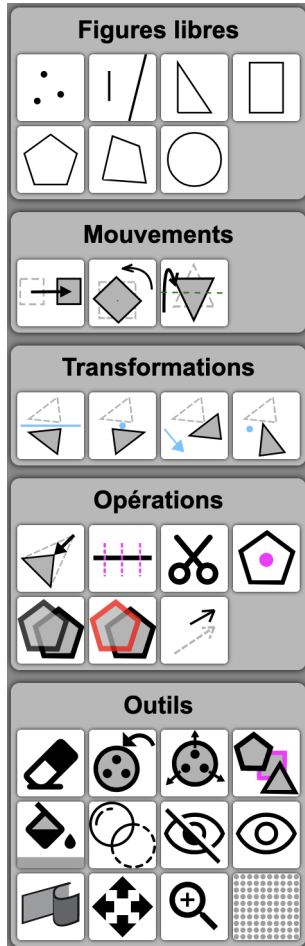 Figures libres
Mouvements
Transformations
Opérations
Outils